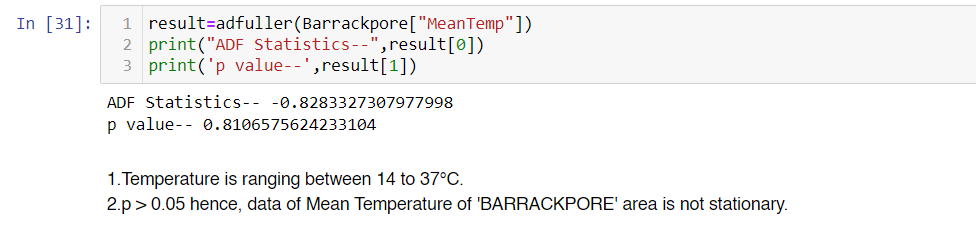 In [31]: 1 result=adfuller(Barrackpore["MeanTemp"])
2 print("ADF Statistics--",result[0])
3 print('p value--',result[1])
ADF Statistics-- -0.8283327307977998
p value-- 0.8106575624233104
1.Temperature is ranging between 14 to 37°C.
2.p > 0.05 hence, data of Mean Temperature of 'BARRACKPORE' area is not stationary.